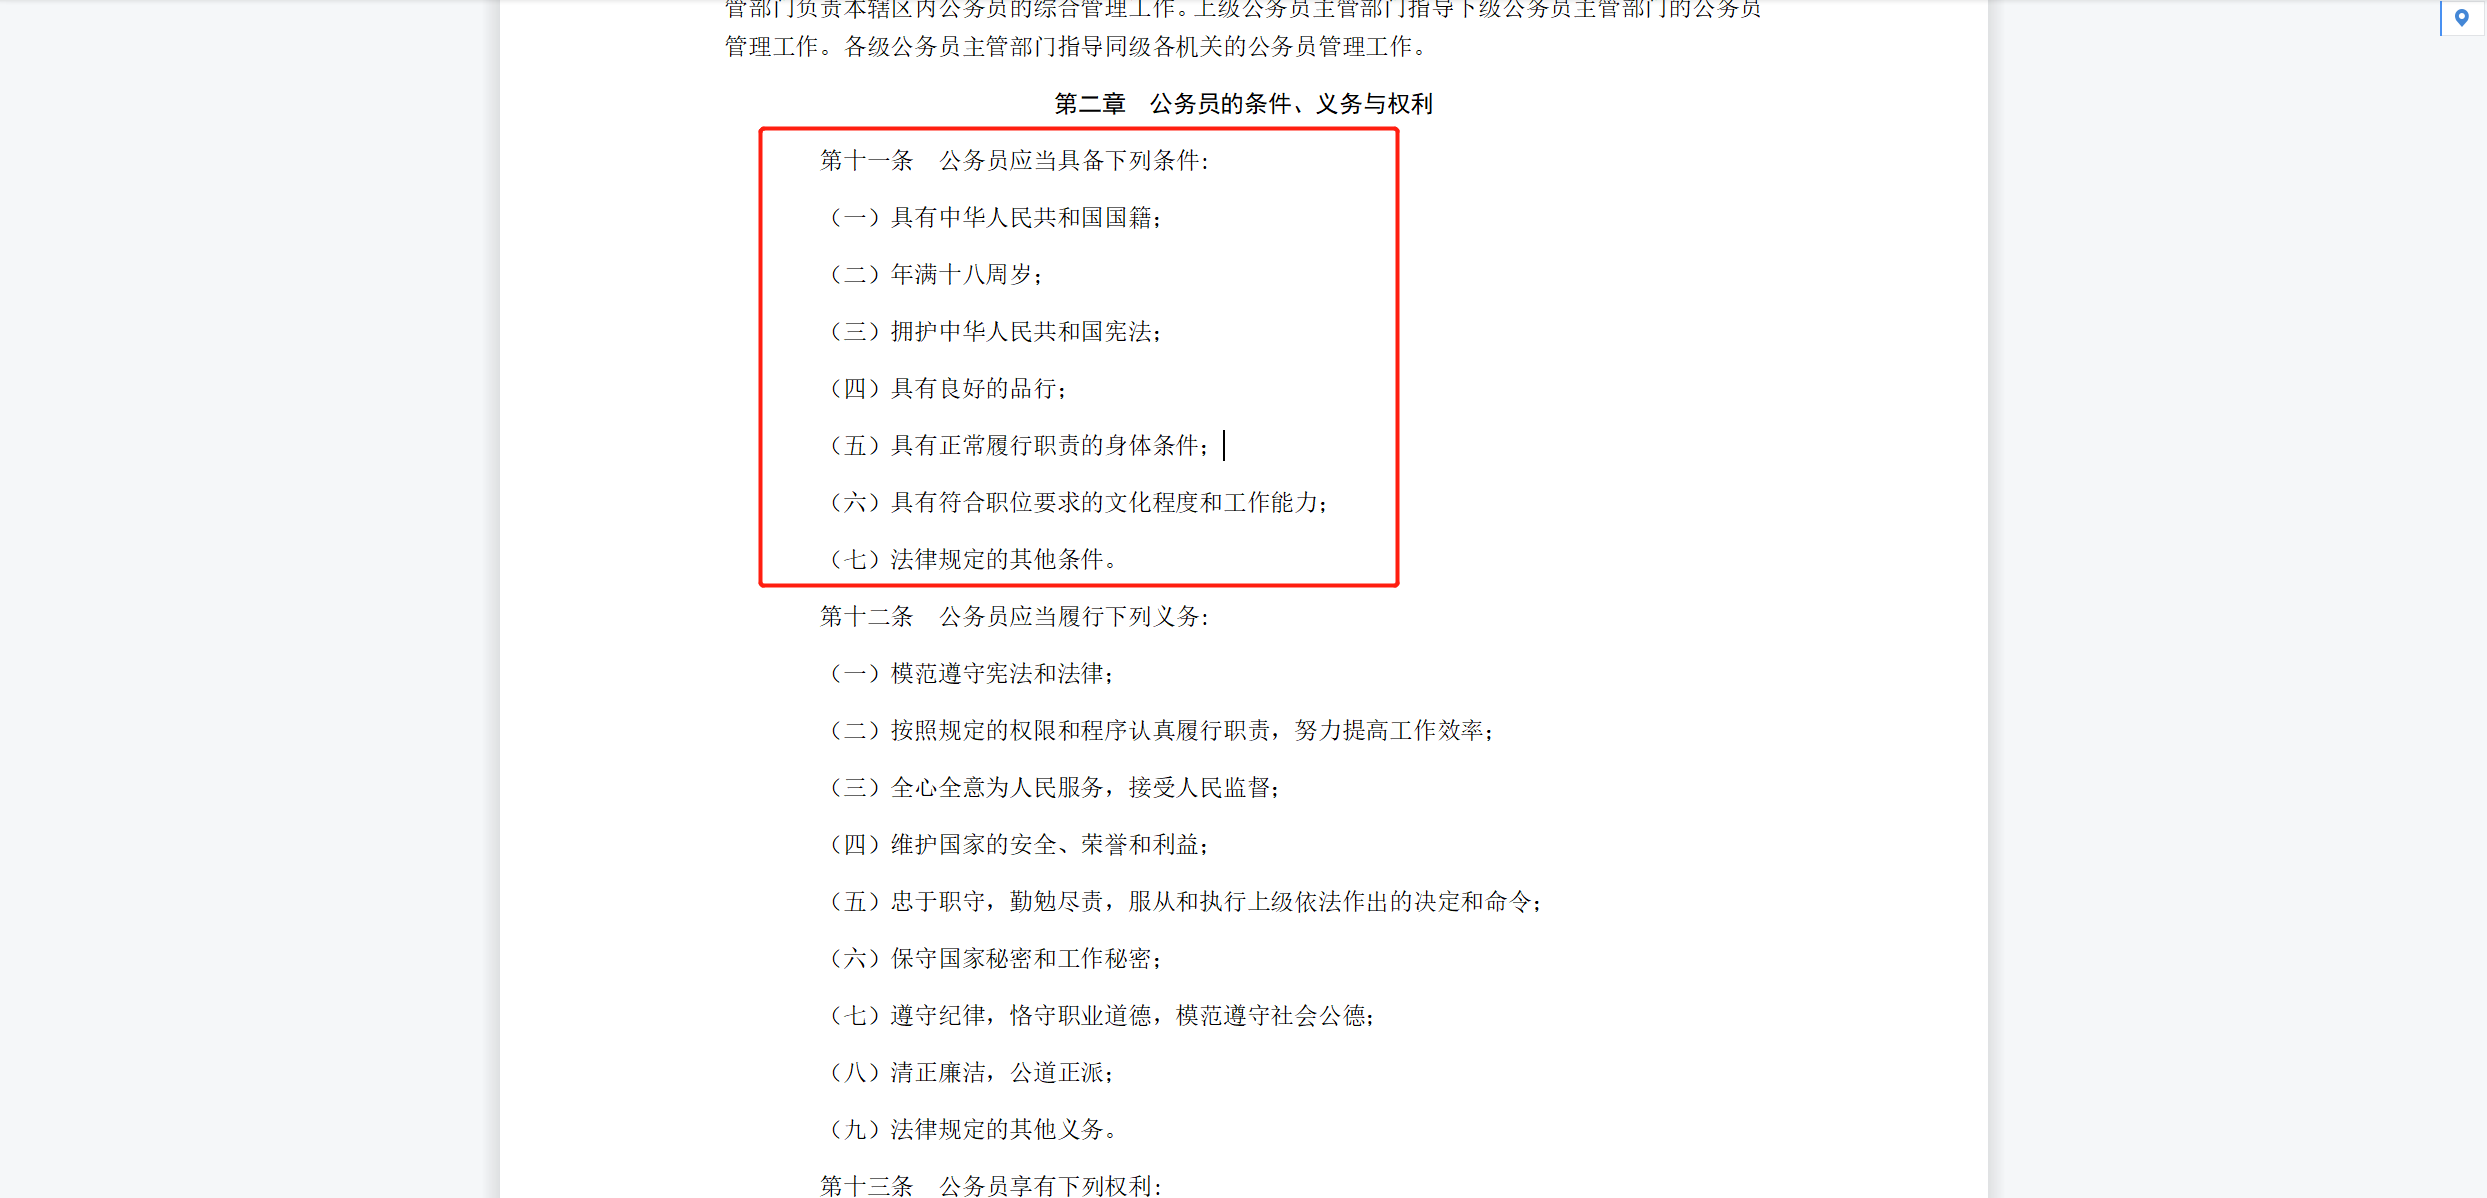 管部门负责本辖区内公务员的综合管理工作。上级公务员主管部门指导下级公务员主管部门的公务员
管理工作。各级公务员主管部门指导同级各机关的公务员管理工作。
第二章　公务员的条件、义务与权利
第十一条　公务员应当具备下列条件:
（一）具有中华人民共和国国籍；
（二）年满十八周岁；
（三）拥护中华人民共和国宪法；
（四）具有良好的品行；
（五）具有正常履行职责的身体条件；
（六）具有符合职位要求的文化程度和工作能力；
（七）法律规定的其他条件。
第十二条　公务员应当履行下列义务:
（一）模范遵守宪法和法律；
（二）按照规定的权限和程序认真履行职责，努力提高工作效率；
（三）全心全意为人民服务，接受人民监督；
（四）维护国家的安全、荣誉和利益；
（五）忠于职守，勤勉尽责，服从和执行上级依法作出的决定和命令；
（六）保守国家秘密和工作秘密；
（七）遵守纪律，恪守职业道德，模范遵守社会公德；
（八）清正廉洁，公道正派；
（九）法律规定的其他义务。
第十三条　公务员享有下列权利: